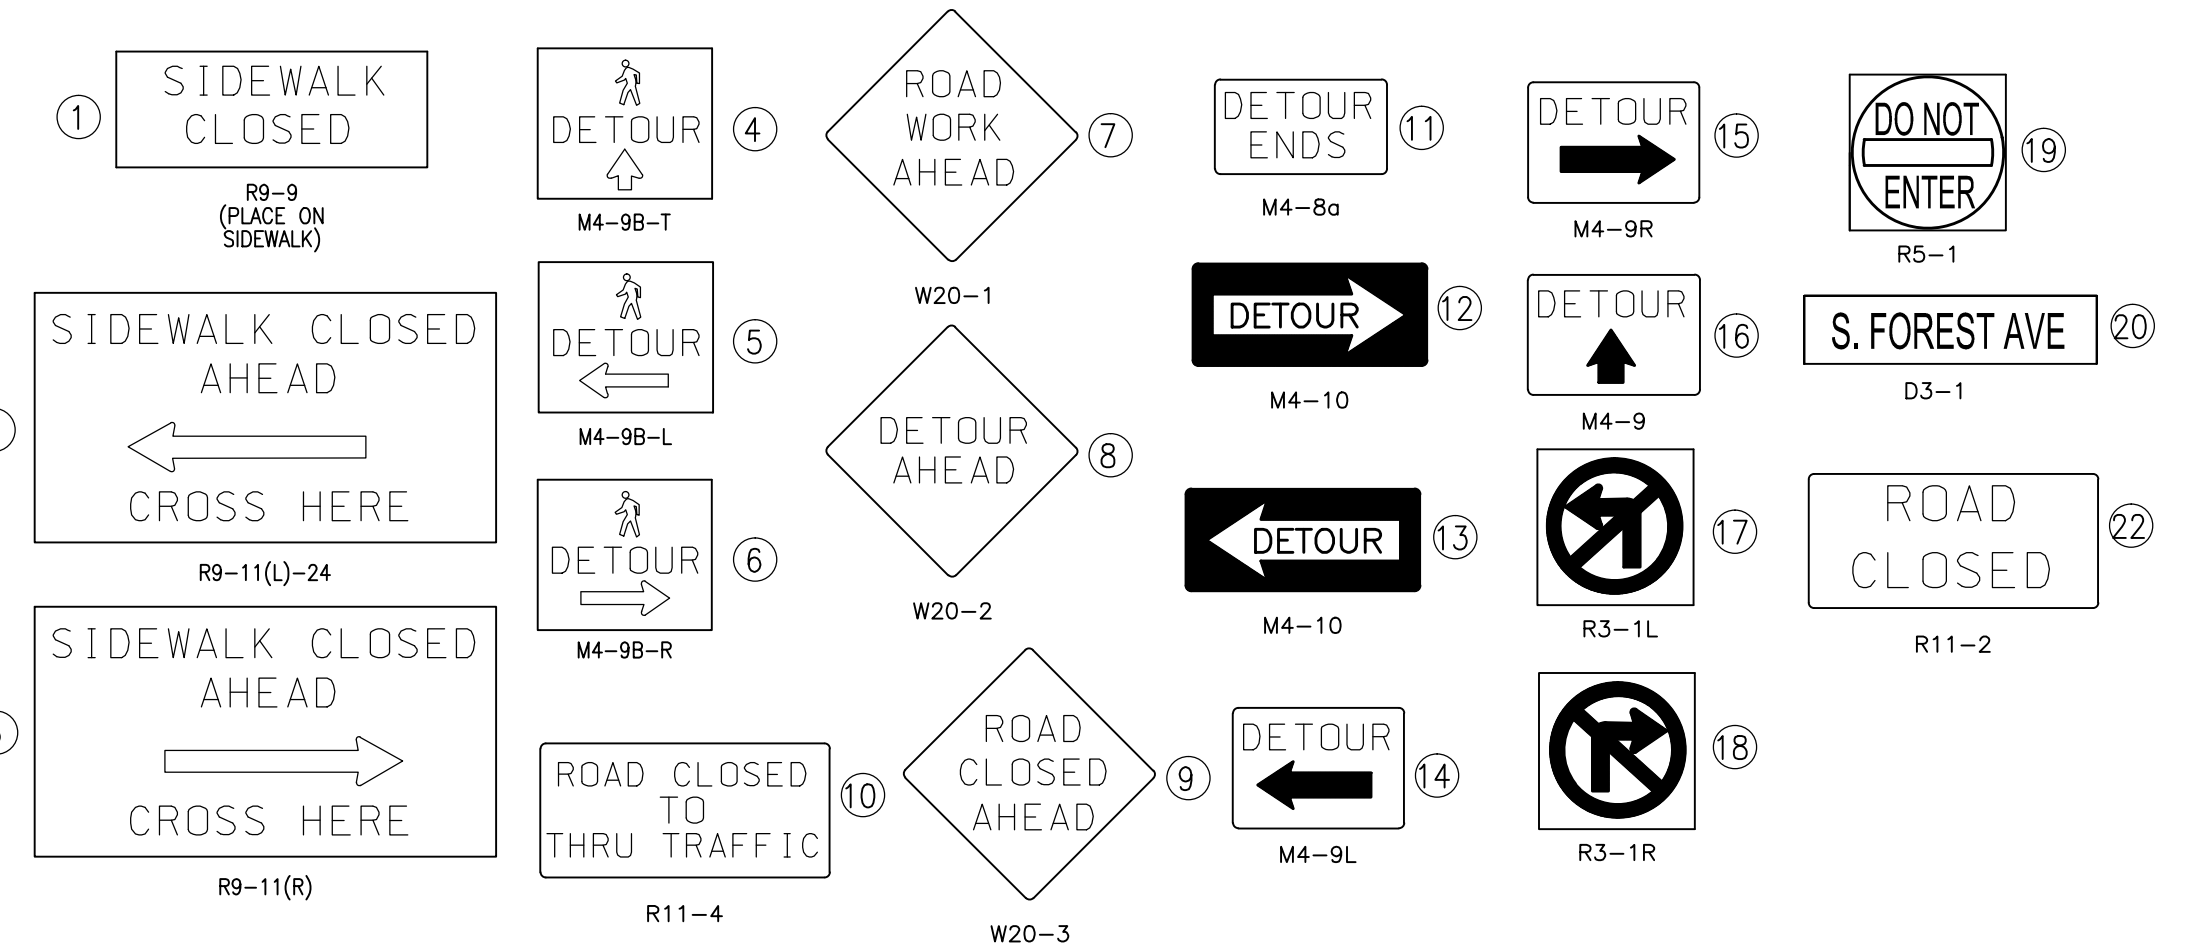 1
SIDEWALK
CLOSED
R9-9
(PLACE ON
SIDEWALK)
SIDEWALK CLOSED
AHEAD
CROSS HERE
R9-11(L)-24
SIDEWALK CLOSED
AHEAD
CROSS HERE
R9-11(R)
DETOUR
4
M4-9B-T
DETOUR
5
M4-9B-L
DETOUR
6
M4-9B-R
ROAD CLOSED
TO
THRU TRAFFIC
10
R11-4
ROAD
WORK
AHEAD
7
W20-1
DETOUR
AHEAD
8
W20-2
ROAD
CLOSED
AHEAD
9
W20-3
DETOUR
ENDS
11
M4-8a
DETOUR
12
M4-10
DETOUR
13
M4-10
DETOUR
14
M4-9L
DETOUR
15
M4-9R
DETOUR
16
M4-9
17
R3-1L
18
R3-1R
DO NOT
ENTER
19
R5-1
S. FOREST AVE
20
D3-1
ROAD
CLOSED
22
R11-2